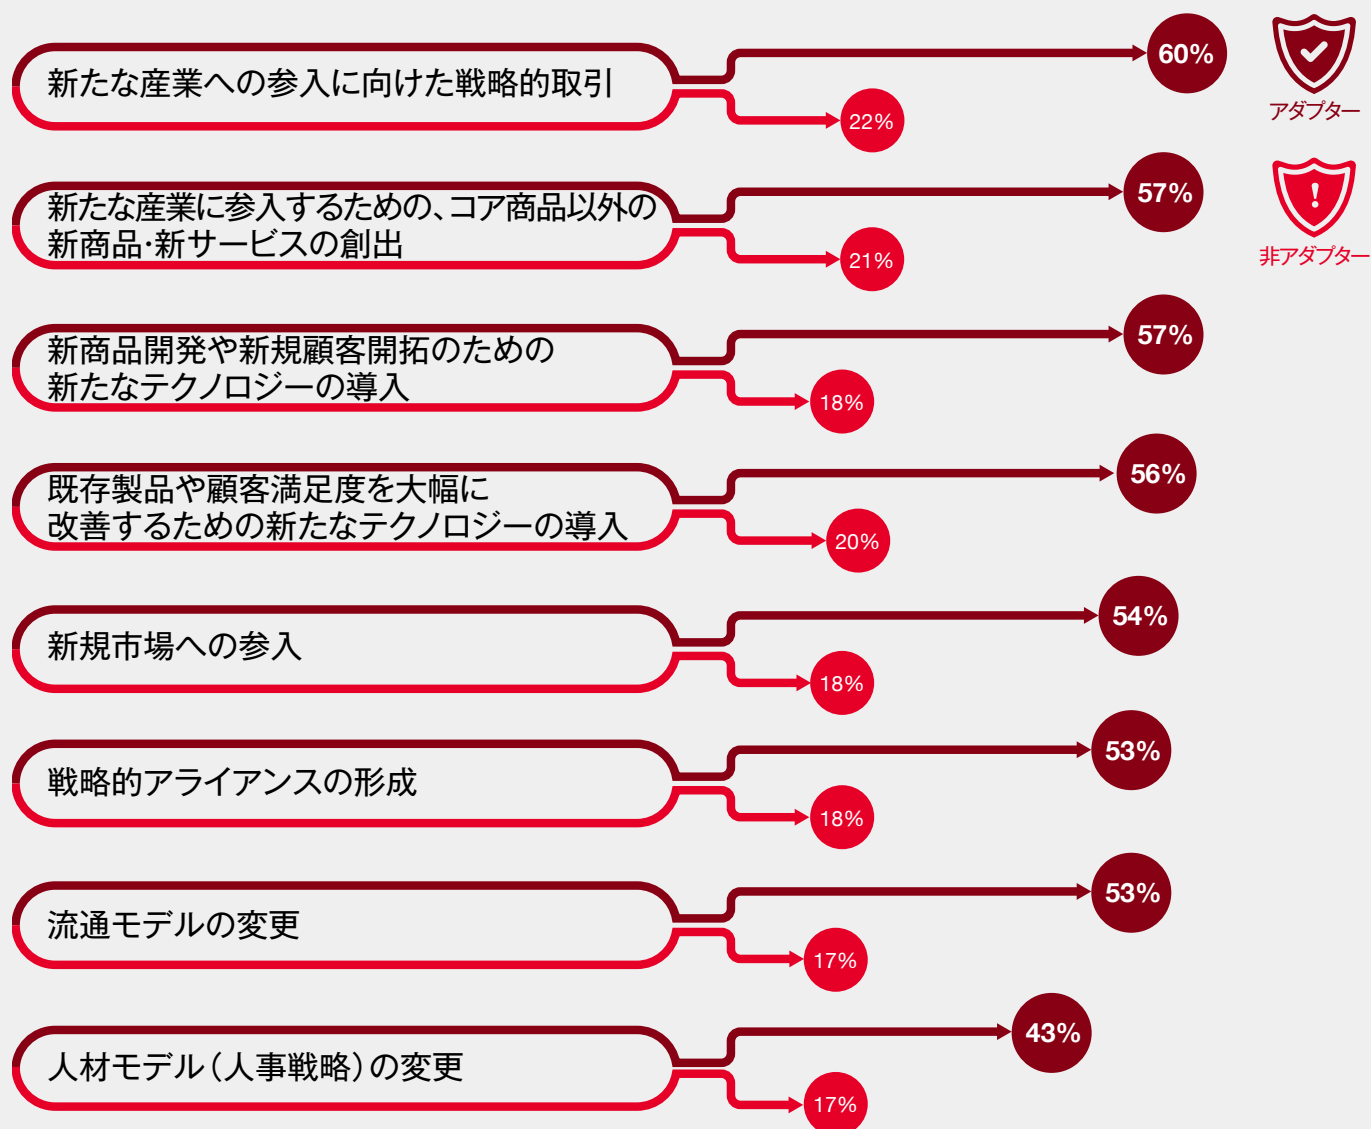 新たな産業への参入に向けた戦略的取引
60%
22%
アダプター
新たな産業に参入するための、コア商品以外の
新商品・新サービスの創出
57%
21%
!
非アダプター
新商品開発や新規顧客開拓のための
新たなテクノロジーの導入
57%
18%
既存製品や顧客満足度を大幅に
改善するための新たなテクノロジーの導入
56%
20%
新規市場への参入
54%
18%
戦略的アライアンスの形成
53%
18%
流通モデルの変更
53%
17%
人材モデル（人事戦略）の変更
43%
17%